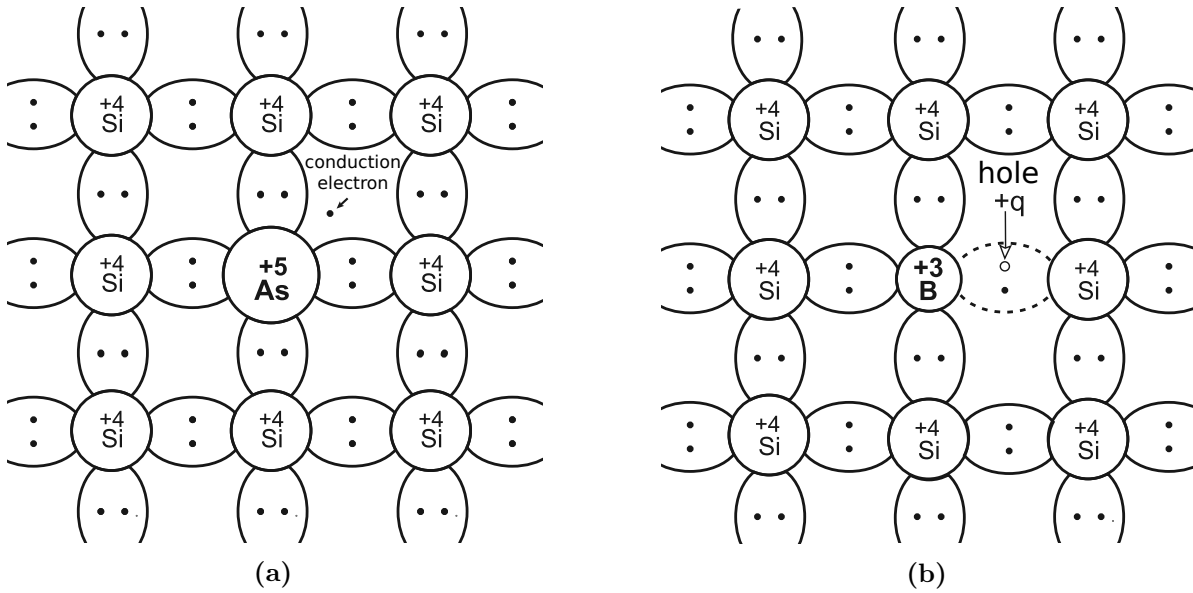 +4 +4 +4
Si Si Si
conduction
electron
+4 +5 +4
Si As Si
+4 +4 +4
Si Si Si
(a)
+4 +4 +4
Si Si Si
hole
+q
+4 +3 +4
Si B Si
+4 +4 +4
Si Si Si
(b)